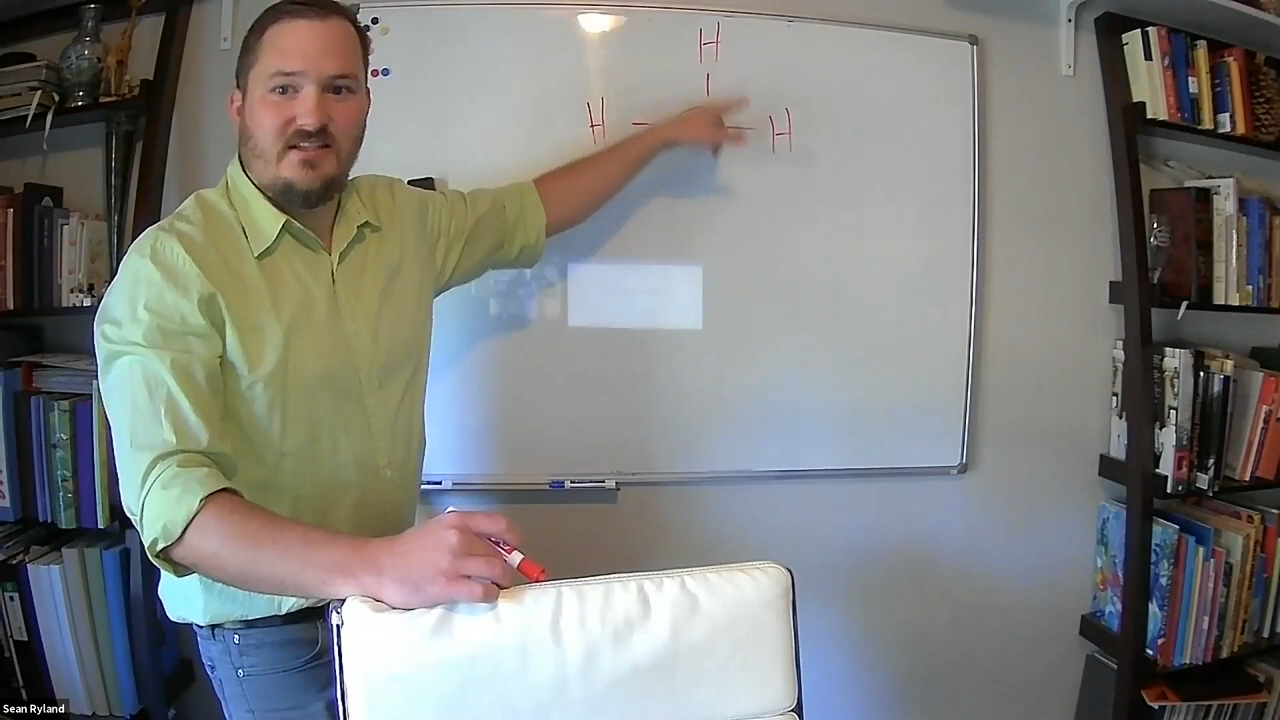 H
|
H — — H
Sean Ryland